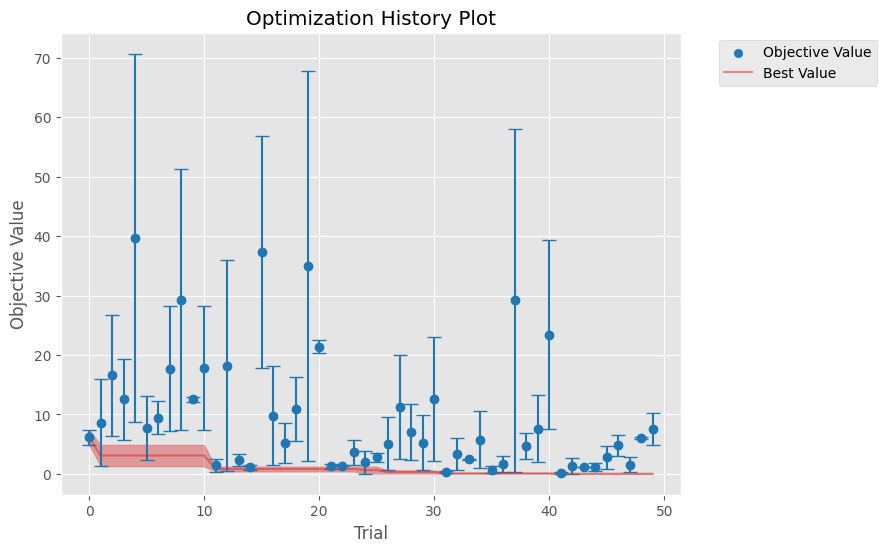 Optimization History Plot
Objective Value
Best Value
70
60
50
40
30
20
10
0
Objective Value
0 10 20 30 40 50
Trial